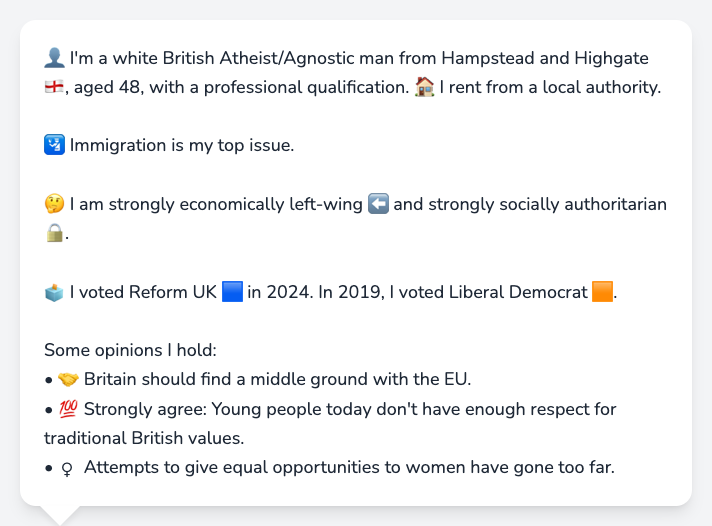 👤 I'm a white British Atheist/Agnostic man from Hampstead and Highgate
🏴󠁧󠁢󠁥󠁮󠁧󠁿, aged 48, with a professional qualification. 🏠 I rent from a local authority.
🛂 Immigration is my top issue.
🤔 I am strongly economically left-wing ⬅️ and strongly socially authoritarian
🔒.
🗳️ I voted Reform UK 🟦 in 2024. In 2019, I voted Liberal Democrat 🟧.
Some opinions I hold:
• 🤝 Britain should find a middle ground with the EU.
• 💯 Strongly agree: Young people today don't have enough respect for
traditional British values.
• ♀ Attempts to give equal opportunities to women have gone too far.